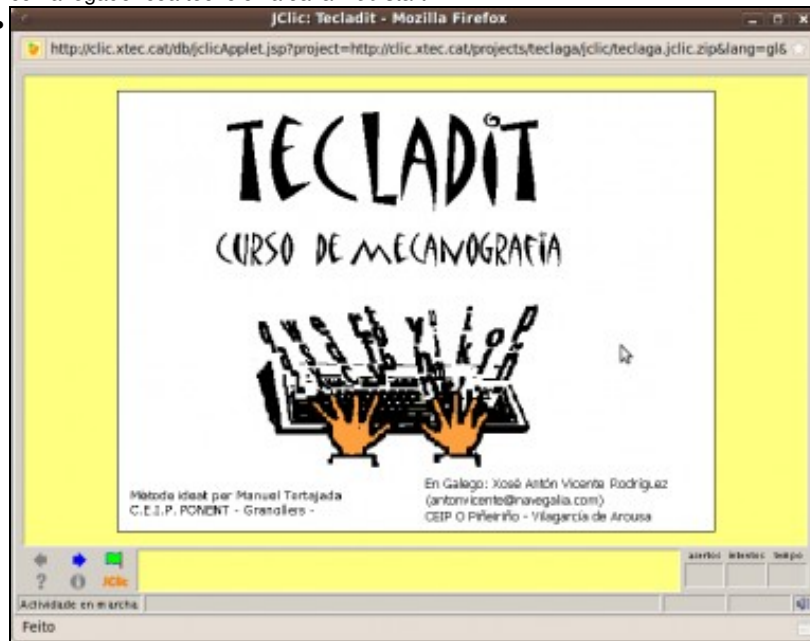 JClic: Tecladit - Mozilla Firefox
http://clic.xtec.cat/db/jclicApplet.jsp?project=http://clic.xtec.cat/projects/teclaga/jclic/teclaga.jclic.zip&lang=gl&
TECLADiT
CURSO DE MECANOGRAFÍA
Mètode ideat per Manuel Tortajada
C.E.I.P. PONENT - Granollers -
En Galego: Xosé Antón Vicente Rodríguez
(antonvicente@navegalia.com)
CEIP O Piñeiriño - Vilagarcía de Arousa
acertos intentos tempo
JClic
Actividade en marcha
Feito